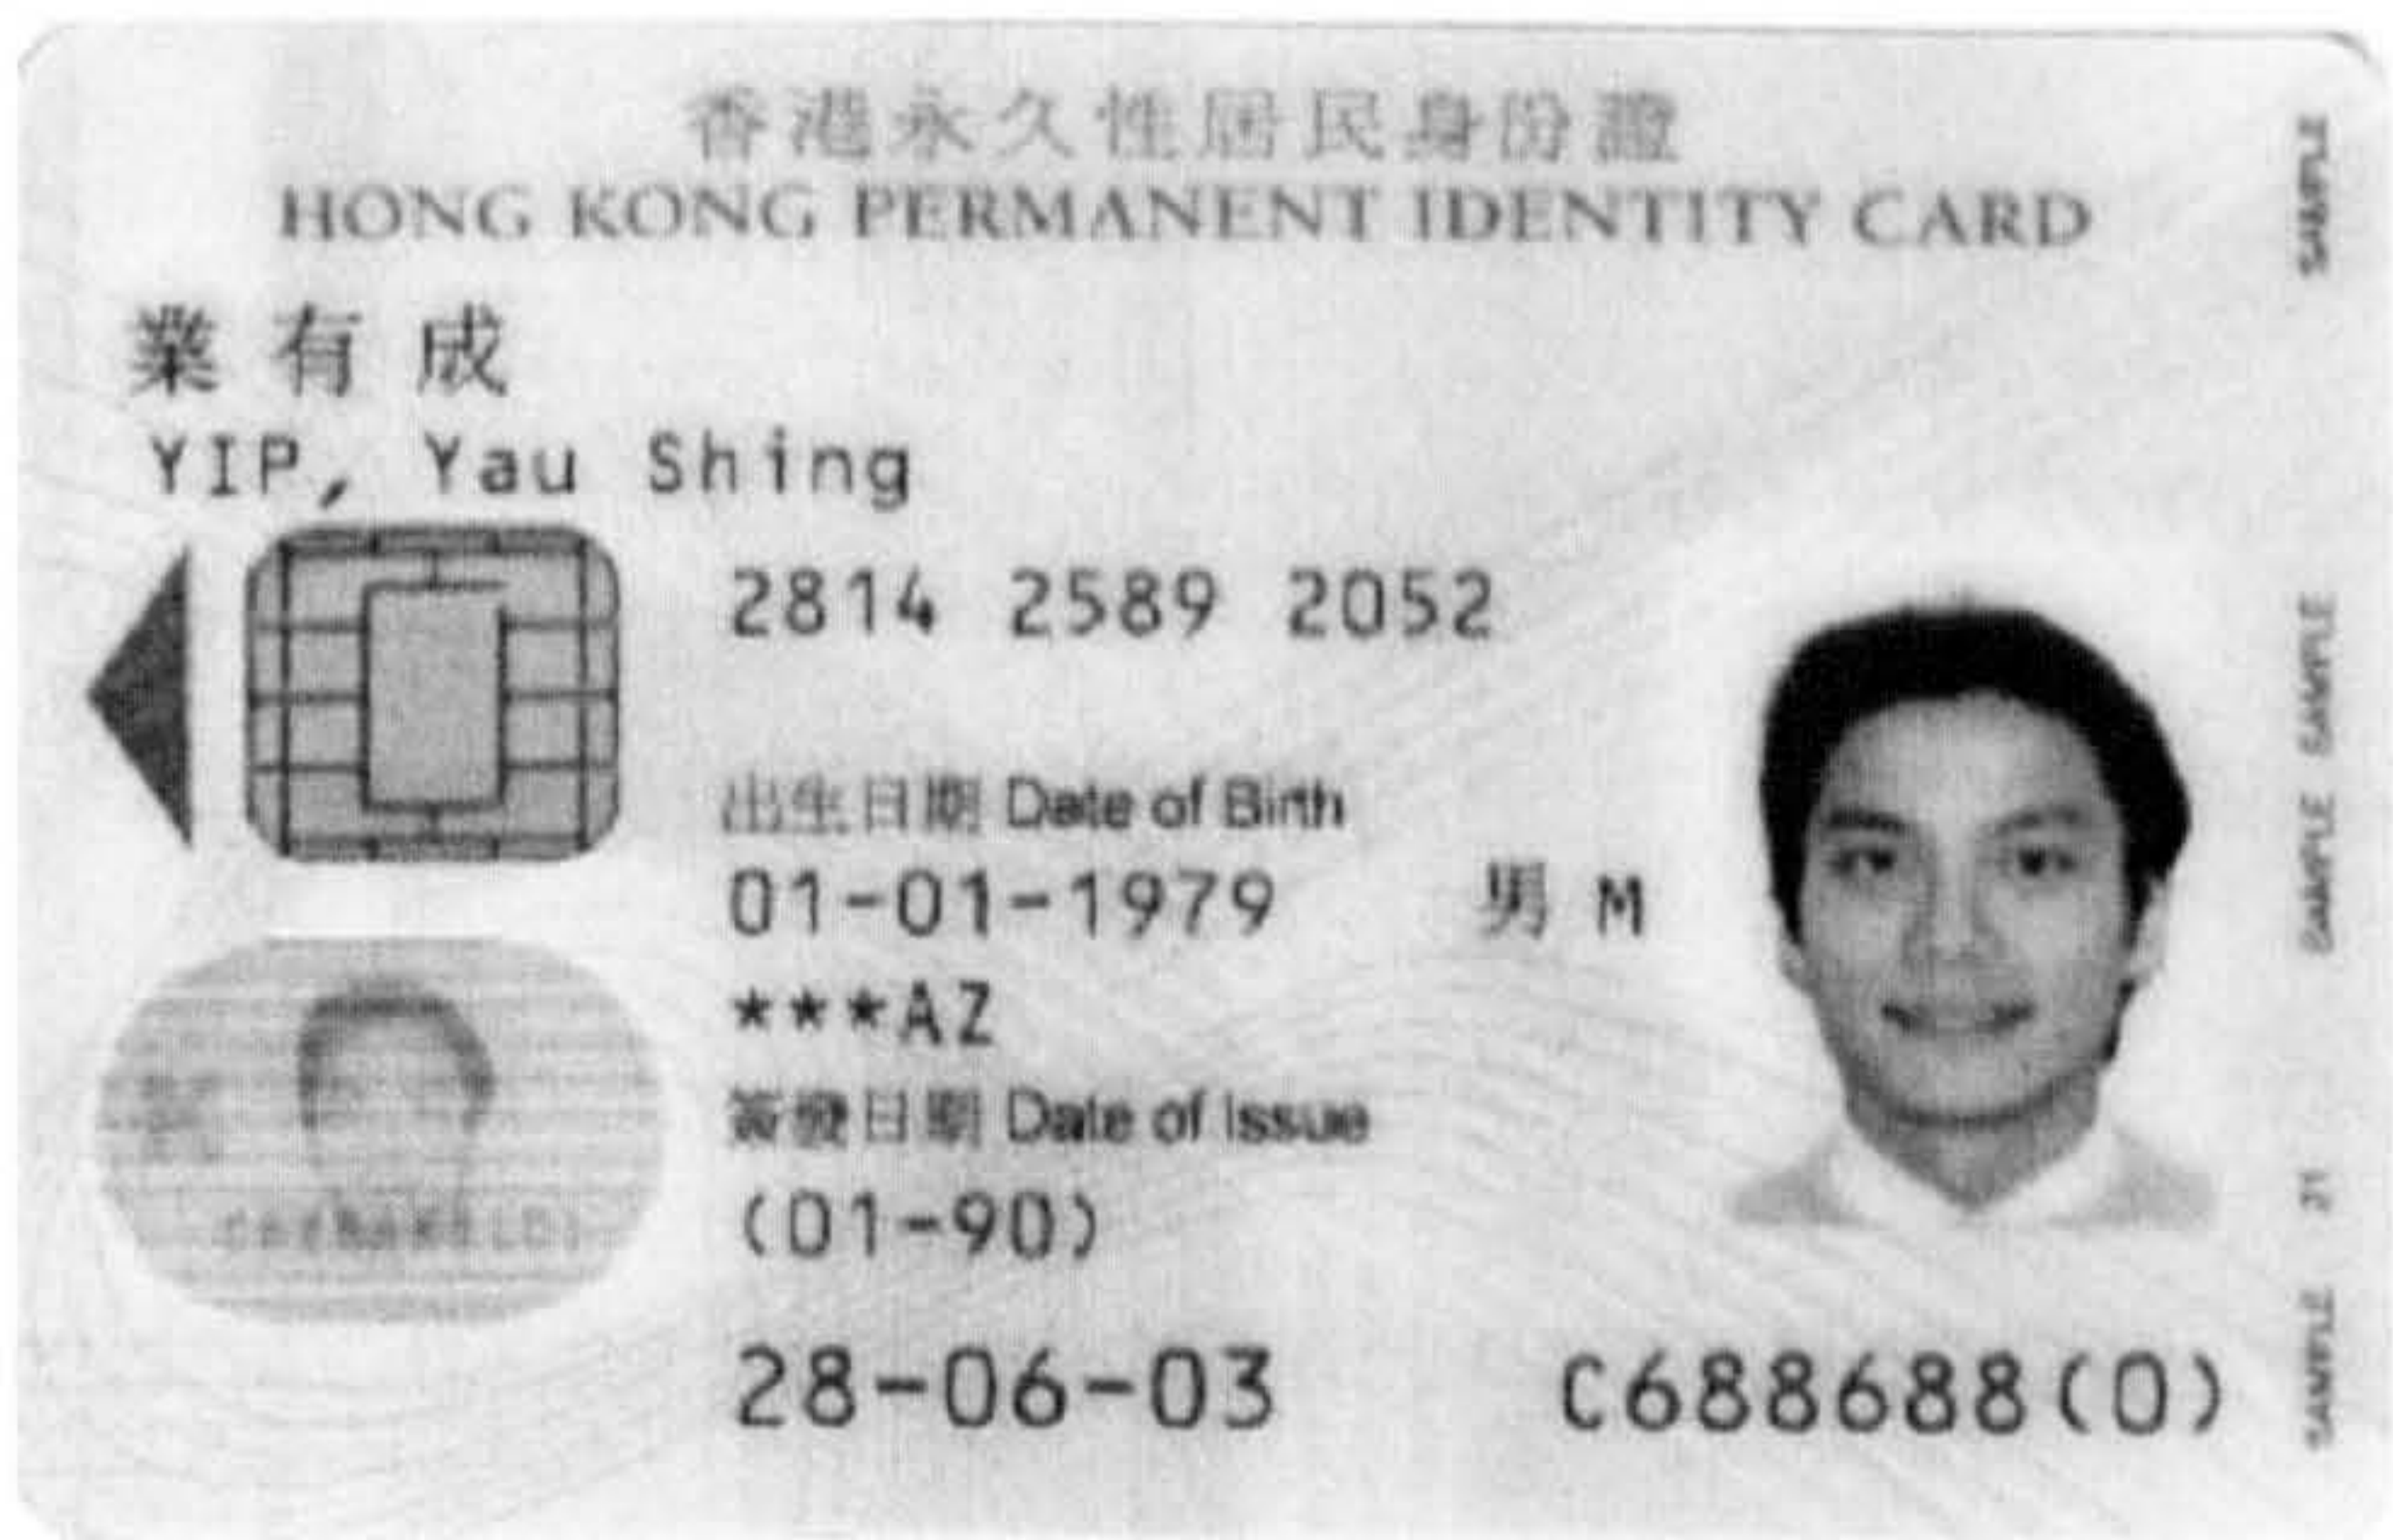 香港永久性居民身份證
HONG KONG PERMANENT IDENTITY CARD
業有成
YIP, Yau Shing
2814 2589 2052
出生日期 Date of Birth
01-01-1979 男 M
***AZ
簽發日期 Date of Issue
(01-90)
28-06-03 C688688(0)
SAMPLE
SAMPLE SAMPLE
SAMPLE 21